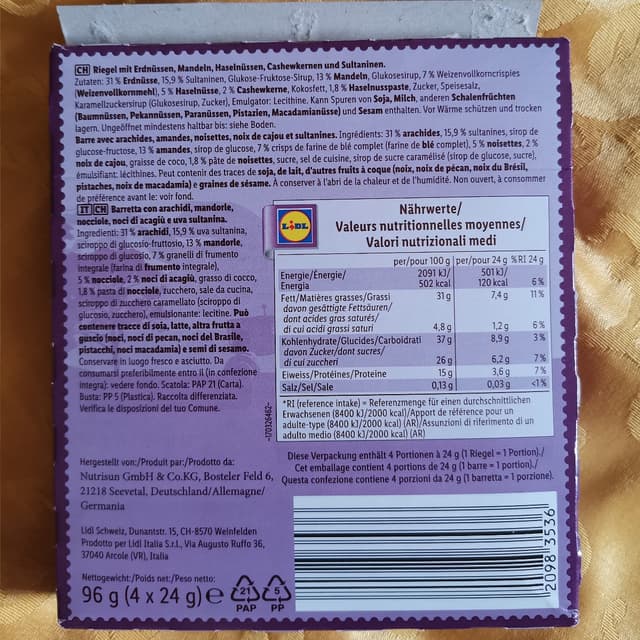 CH Riegel mit Erdnüssen, Mandeln, Haselnüssen, Cashewkernen und Sultaninen.
Zutaten: 31 % Erdnüsse, 15,9 % Sultaninen, Glukose-Fruktose-Sirup, 13 % Mandeln, Glukosesirup, 7 % Weizenvollkorncrispies
(Weizenvollkornmehl), 5 % Haselnüsse, 2 % Cashewkerne, Kokosfett, 1,8 % Haselnusspaste, Zucker, Speisesalz,
Karamellzuckersirup (Glukosesirup, Zucker), Emulgator: Lecithine. Kann Spuren von Soja, Milch, anderen Schalenfrüchten
(Baumnüssen, Pekannüssen, Paranüssen, Pistazien, Macadamianüsse) und Sesam enthalten. Vor Wärme schützen und trocken
lagern. Ungeöffnet mindestens haltbar bis: siehe Boden.
Barre avec arachides, amandes, noisettes, noix de cajou et sultanines. Ingrédients: 31 % arachides, 15,9 % sultanines, sirop de
glucose-fructose, 13 % amandes, sirop de glucose, 7 % crisps de farine de blé complet (farine de blé complet), 5 % noisettes, 2 %
noix de cajou, graisse de coco, 1,8 % pâte de noisettes, sucre, sel de cuisine, sirop de sucre caramélisé (sirop de glucose, sucre),
émulsifiant: lécithines. Peut contenir des traces de soja, de lait, d'autres fruits à coque (noix, noix de pécan, noix du Brésil,
pistaches, noix de macadamia) et graines de sésame. À conserver à l'abri de la chaleur et de l'humidité. Non ouvert, à consommer
de préférence avant le: voir fond.
IT CH Barretta con arachidi, mandorle,
nocciole, noci di acagiù e uva sultanina.
Ingredienti: 31 % arachidi, 15,9 % uva sultanina,
sciroppo di glucosio-fruttosio, 13 % mandorle,
sciroppo di glucosio, 7 % granelli di frumento
integrale (farina di frumento integrale),
5 % nocciole, 2 % noci di acagiù, grasso di cocco,
1,8 % pasta di nocciole, zucchero, sale da cucina,
sciroppo di zucchero caramellato (sciroppo di
glucosio, zucchero), emulsionante: lecitine. Può
contenere tracce di soia, latte, altra frutta a
guscio (noci, noci di pecan, noci del Brasile,
pistacchi, noci macadamia) e semi di sesamo.
Conservare in luogo fresco e asciutto. Da
consumarsi preferibilmente entro il (in confezione
integra): vedere fondo. Scatola: PAP 21 (Carta).
Busta: PP 5 (Plastica). Raccolta differenziata.
Verifica le disposizioni del tuo Comune.
LIDL
Nährwerte/
Valeurs nutritionnelles moyennes/
Valori nutrizionali medi
per/pour 100 g per/pour 24 g %RI 24 g
Energie/Énergie/ 2091 kJ/ 501 kJ/
Energia 502 kcal 120 kcal 6 %
Fett/Matières grasses/Grassi 31 g 7,4 g 11 %
davon gesättigte Fettsäuren/
dont acides gras saturés/
di cui acidi grassi saturi 4,8 g 1,2 g 6 %
Kohlenhydrate/Glucides/Carboidrati 37 g 8,9 g 3 %
davon Zucker/dont sucres/
di cui zuccheri 26 g 6,2 g 7 %
Eiweiss/Protéines/Proteine 15 g 3,6 g 7 %
Salz/Sel/Sale 0,13 g 0,03 g <1 %
*RI (reference intake) = Referenzmenge für einen durchschnittlichen
Erwachsenen (8400 kJ/2000 kcal)/Apport de référence pour un
adulte-type (8400 kJ/2000 kcal) (AR)/Assunzioni di riferimento di un
adulto medio (8400 kJ/2000 kcal) (AR)
-170326462-
Diese Verpackung enthält 4 Portionen à 24 g (1 Riegel = 1 Portion)./
Cet emballage contient 4 portions de 24 g (1 barre = 1 portion)./
Questa confezione contiene 4 porzioni da 24 g (1 barretta = 1 porzione).
Hergestellt von:/Produit par:/Prodotto da:
Nutrisun GmbH & Co.KG, Bosteler Feld 6,
21218 Seevetal, Deutschland/Allemagne/
Germania
Lidl Schweiz, Dunantstr. 15, CH-8570 Weinfelden
Prodotto per Lidl Italia S.r.l., Via Augusto Ruffo 36,
37040 Arcole (VR), Italia
Nettogewicht:/Poids net:/Peso netto:
96 g (4 x 24 g) e
21
PAP
5
PP
2098 3536